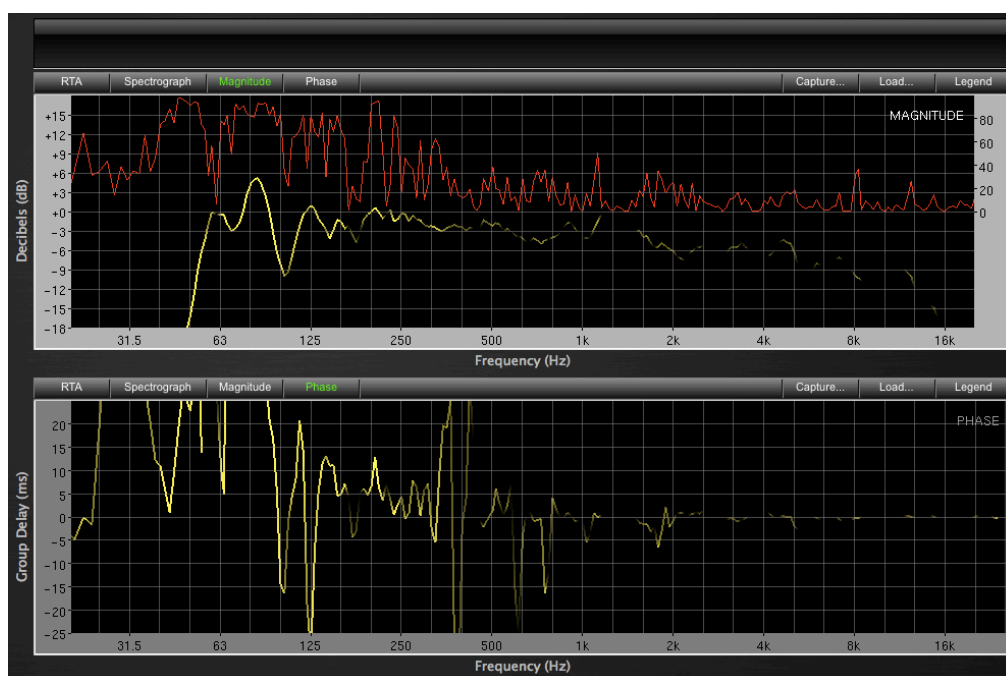 RTA Spectrograph Magnitude Phase Capture... Load... Legend
MAGNITUDE
+15
+12
+9
+6
+3
+0
-3
-6
-9
-12
-15
-18
80
60
40
20
0
Decibels (dB)
31.5 63 125 250 500 1k 2k 4k 8k 16k
Frequency (Hz)
RTA Spectrograph Magnitude Phase Capture... Load... Legend
PHASE
20
15
10
5
0
-5
-10
-15
-20
-25
Group Delay (ms)
31.5 63 125 250 500 1k 2k 4k 8k 16k
Frequency (Hz)